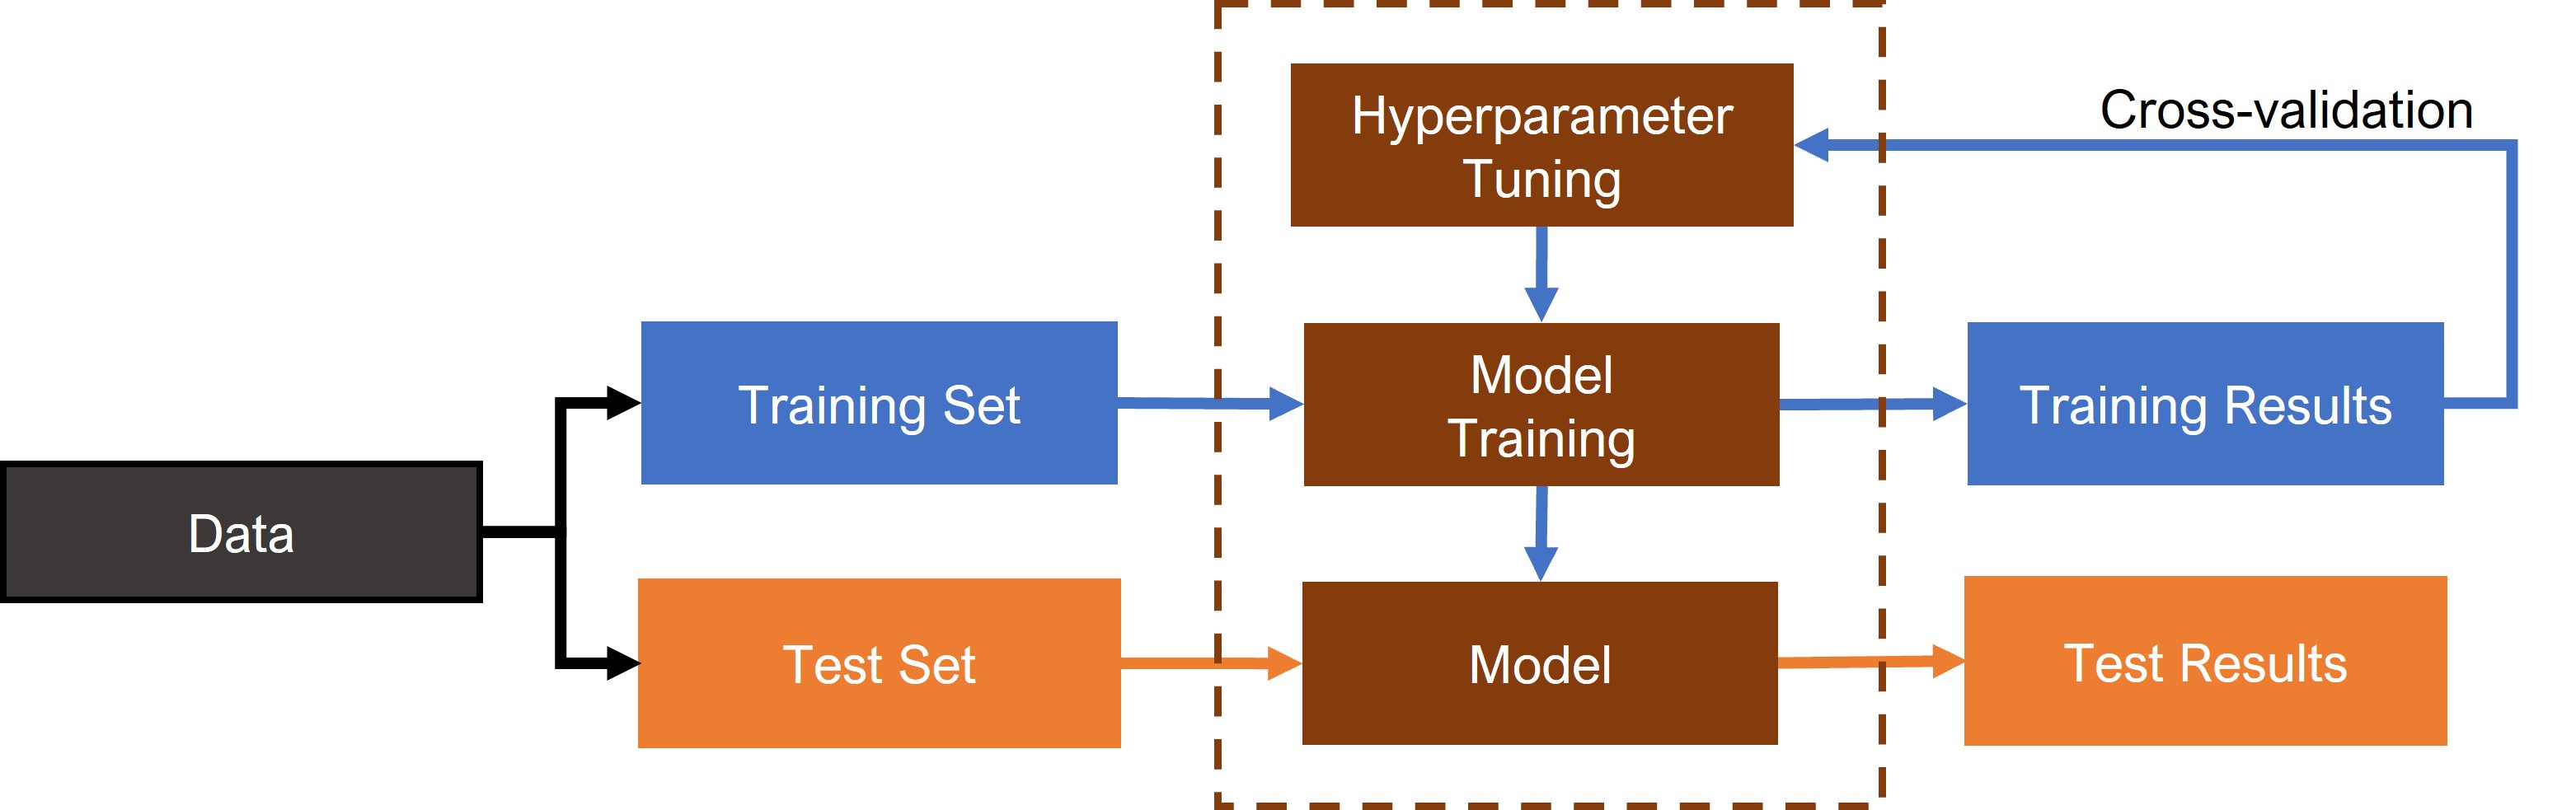 Hyperparameter
Tuning
Cross-validation
Training Set
Model
Training
Training Results
Data
Test Set
Model
Test Results